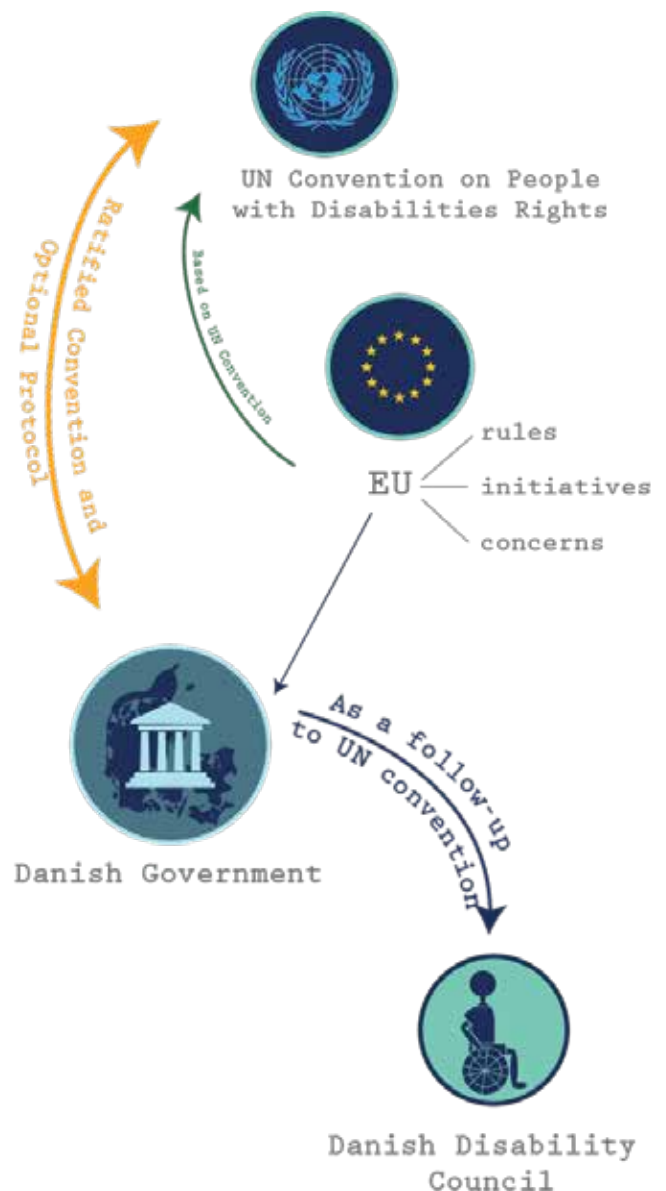 UN Convention on People
with Disabilities Rights
Ratified Convention and
Optional Protocol
Based on UN Convention
EU
rules
initiatives
concerns
As a follow-up
to UN convention
Danish Government
Danish Disability
Council